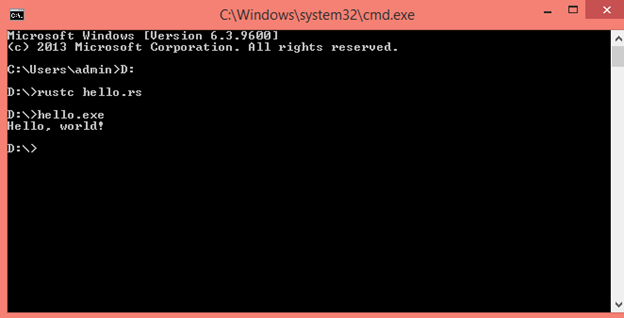 C:\Windows\system32\cmd.exe
Microsoft Windows [Version 6.3.9600]
(c) 2013 Microsoft Corporation. All rights reserved.
C:\Users\admin>D:
D:\>rustc hello.rs
D:\>hello.exe
Hello, world!
D:\>